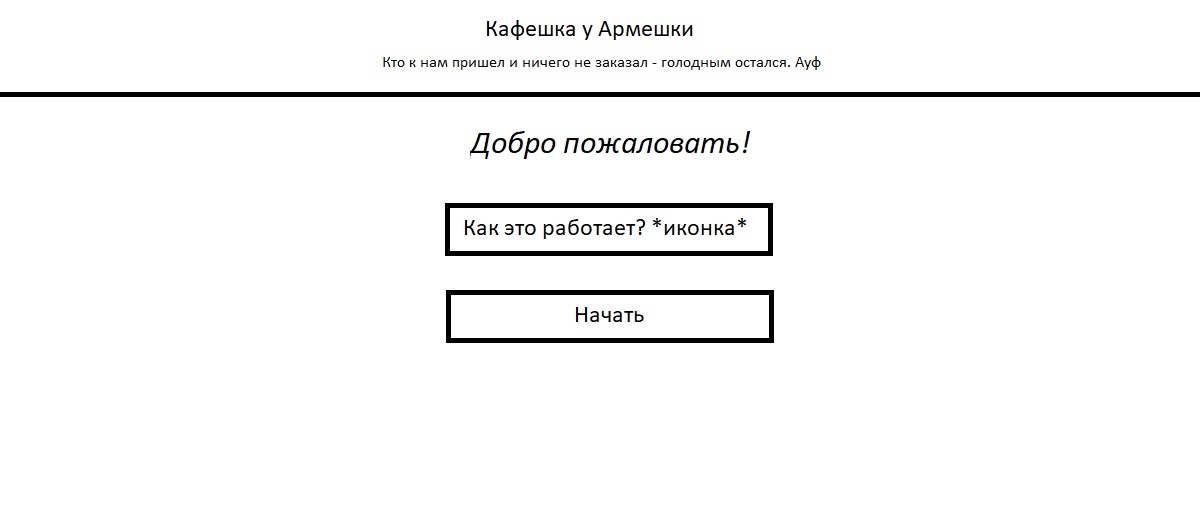 Кафешка у Армешки
Кто к нам пришел и ничего не заказал - голодным остался. Ауф
Добро пожаловать!
Как это работает? *иконка*
Начать